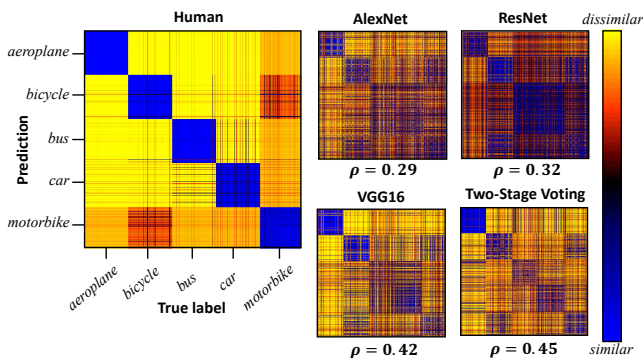 Human
AlexNet
ResNet
dissimilar
aeroplane
bicycle
bus
car
motorbike
Prediction
aeroplane
bicycle
bus
car
motorbike
True label
ρ = 0.29
ρ = 0.32
VGG16
Two-Stage Voting
ρ = 0.42
ρ = 0.45
similar